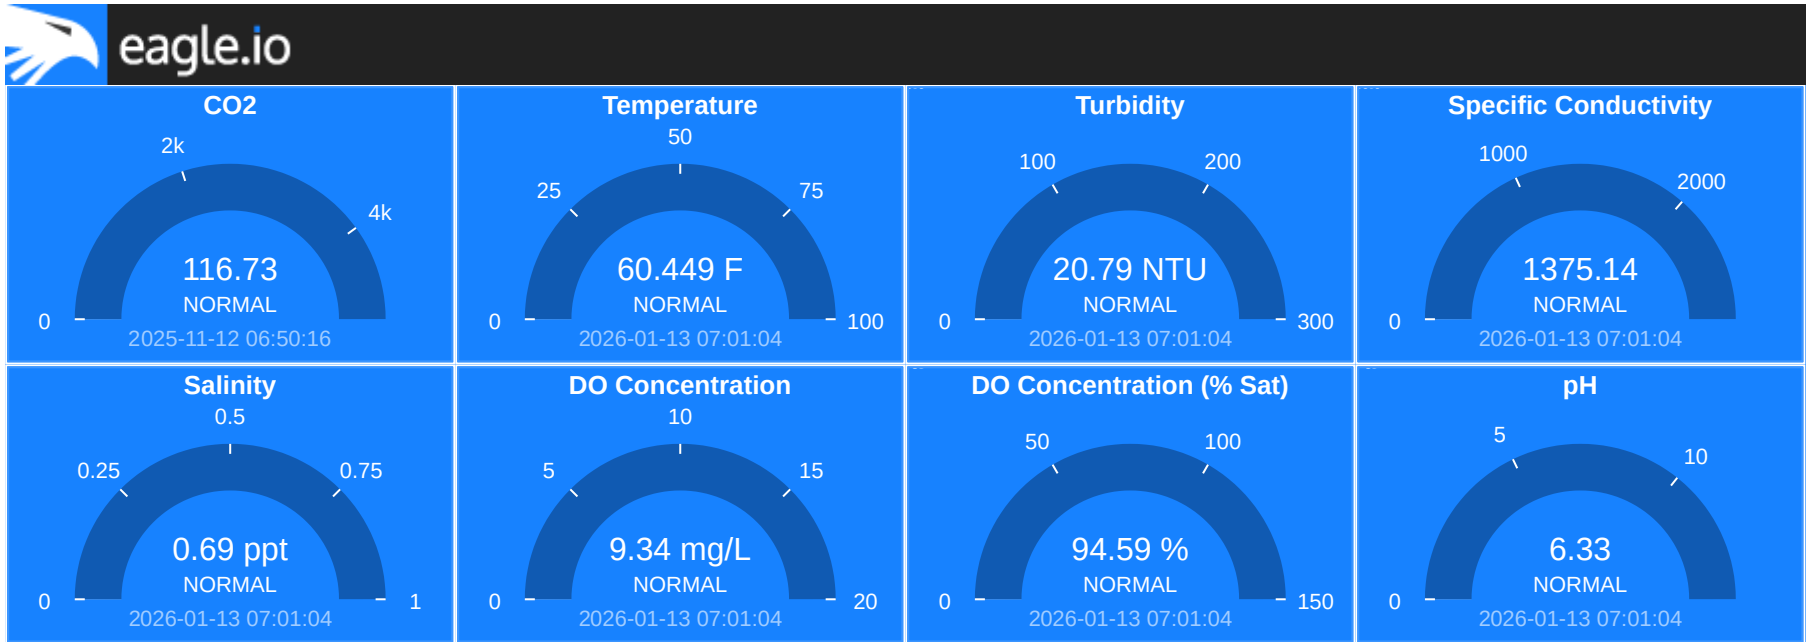 eagle.io
CO2
2k
4k
0
116.73
NORMAL
2025-11-12 06:50:16
Temperature
50
25
75
0
100
60.449 F
NORMAL
2026-01-13 07:01:04
Turbidity
100
200
0
300
20.79 NTU
NORMAL
2026-01-13 07:01:04
Specific Conductivity
1000
2000
0
1375.14
NORMAL
2026-01-13 07:01:04
Salinity
0.5
0.25
0.75
0
1
0.69 ppt
NORMAL
2026-01-13 07:01:04
DO Concentration
10
5
15
0
20
9.34 mg/L
NORMAL
2026-01-13 07:01:04
DO Concentration (% Sat)
50
100
0
150
94.59 %
NORMAL
2026-01-13 07:01:04
pH
5
10
0
6.33
NORMAL
2026-01-13 07:01:04